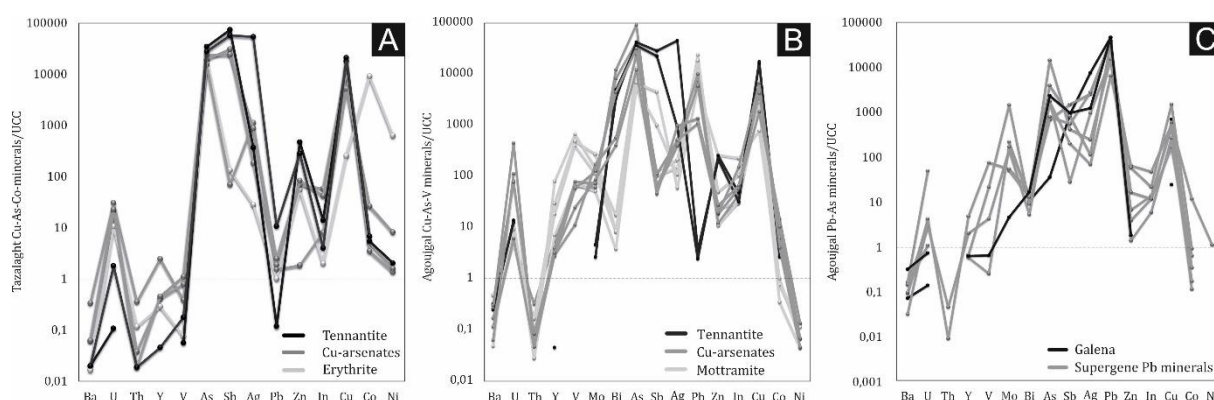 A
Tazalaght Cu-As-Co-minerals/UCC
100000
10000
1000
100
10
1
0,1
0,01
Tennantite
Cu-arsenates
Erythrite
Ba U Th Y V As Sb Ag Pb Zn In Cu Co Ni
B
Agoujgal Cu-As-V minerals/UCC
100000
10000
1000
100
10
1
0,1
0,01
Tennantite
Cu-arsenates
Mottramite
Ba U Th Y V Mo Bi As Sb Ag Pb Zn In Cu Co Ni
C
Agoujgal Pb-As minerals/UCC
100000
10000
1000
100
10
1
0,1
0,01
0,001
Galena
Supergene Pb minerals
Ba U Th Y V Mo Bi As Sb Ag Pb Zn In Cu Co Ni